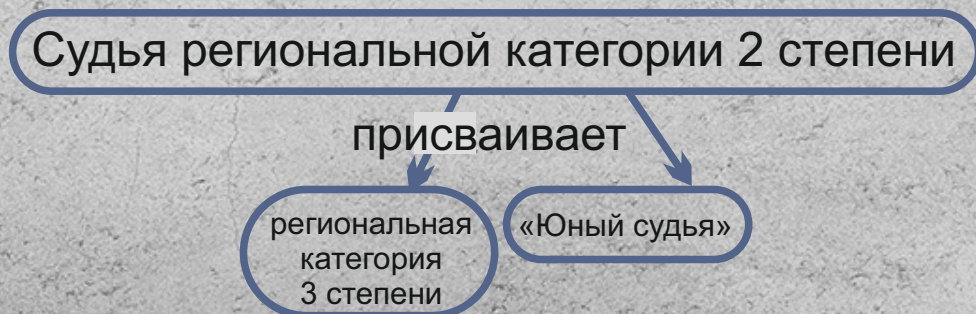 Судья региональной категории 2 степени
присваивает
региональная
категория
3 степени
«Юный судья»